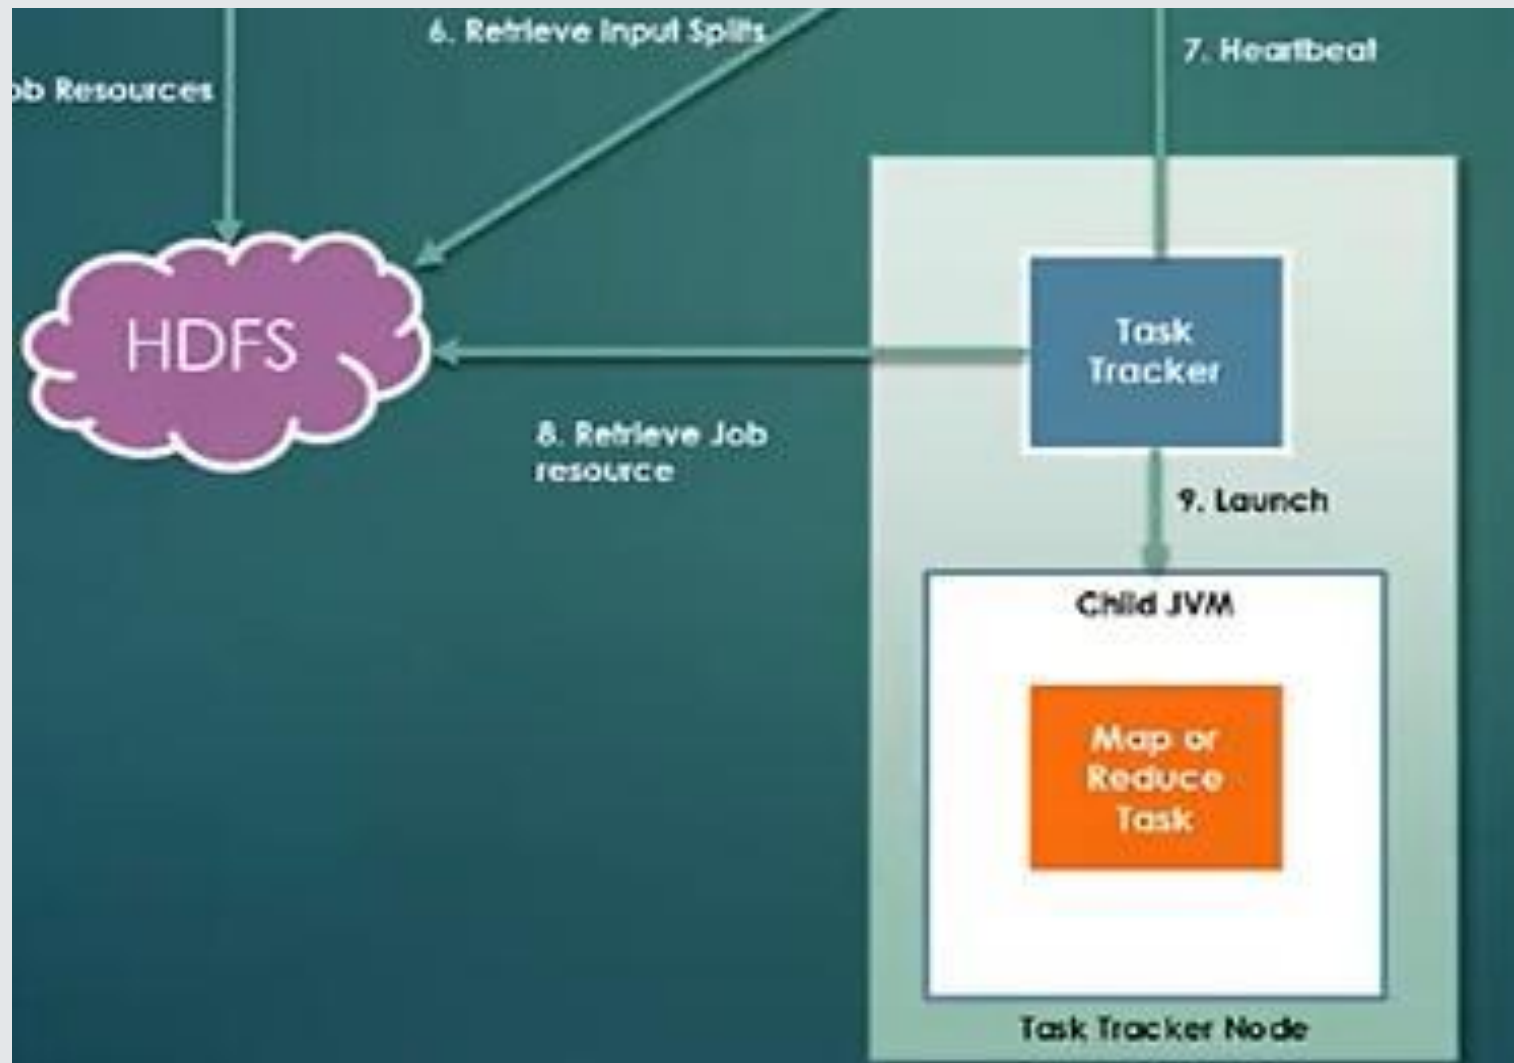 6. Retrieve Input Splits
7. Heartbeat
ob Resources
HDFS
Task
Tracker
8. Retrieve Job
resource
9. Launch
Child JVM
Map or
Reduce
Task
Task Tracker Node